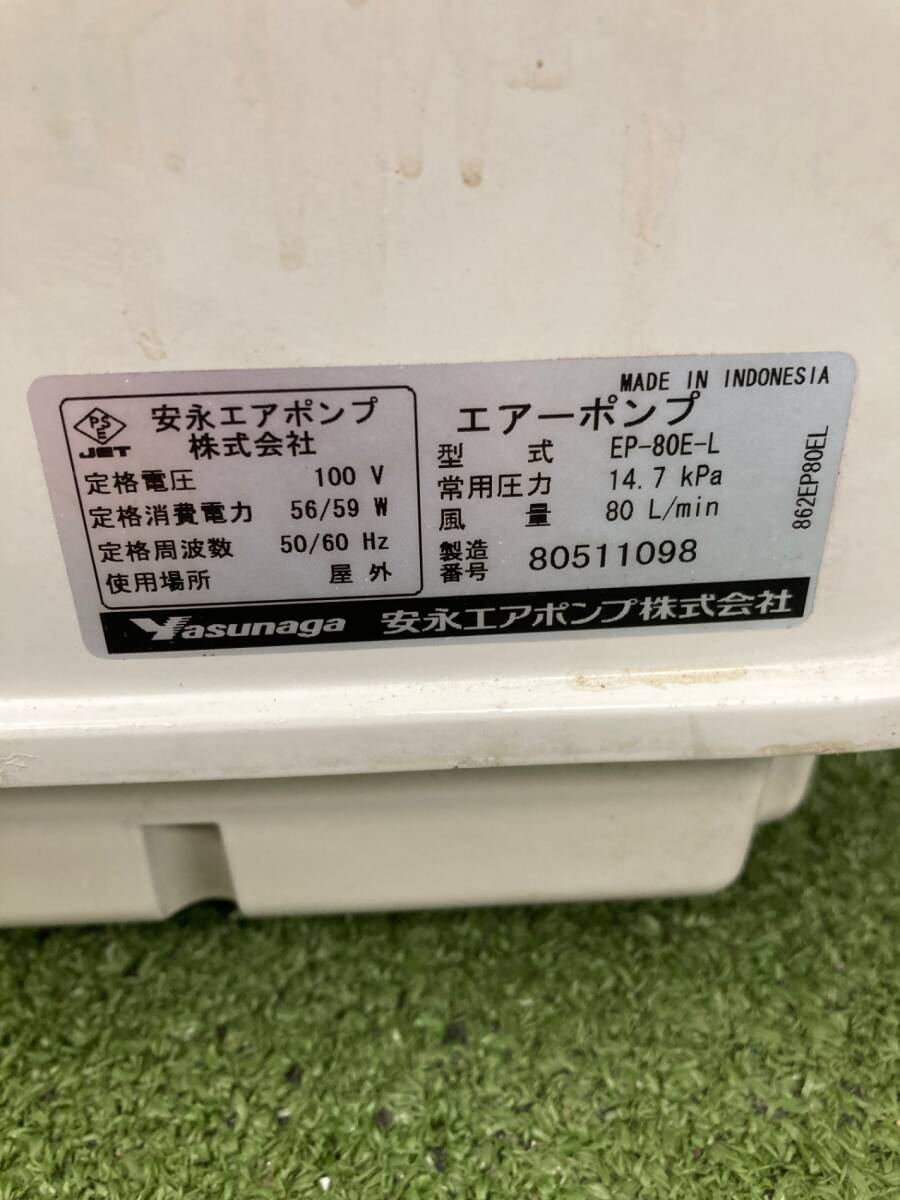 MADE IN INDONESIA
PS
E
JET
安永エアポンプ
株式会社
定格電圧 100 V
定格消費電力 56/59 W
定格周波数 50/60 Hz
使用場所 屋外
エアーポンプ
型式 EP-80E-L
常用圧力 14.7 kPa
風量 80 L/min
製造
番号 80511098
862EP80EL
Yasunaga 安永エアポンプ株式会社